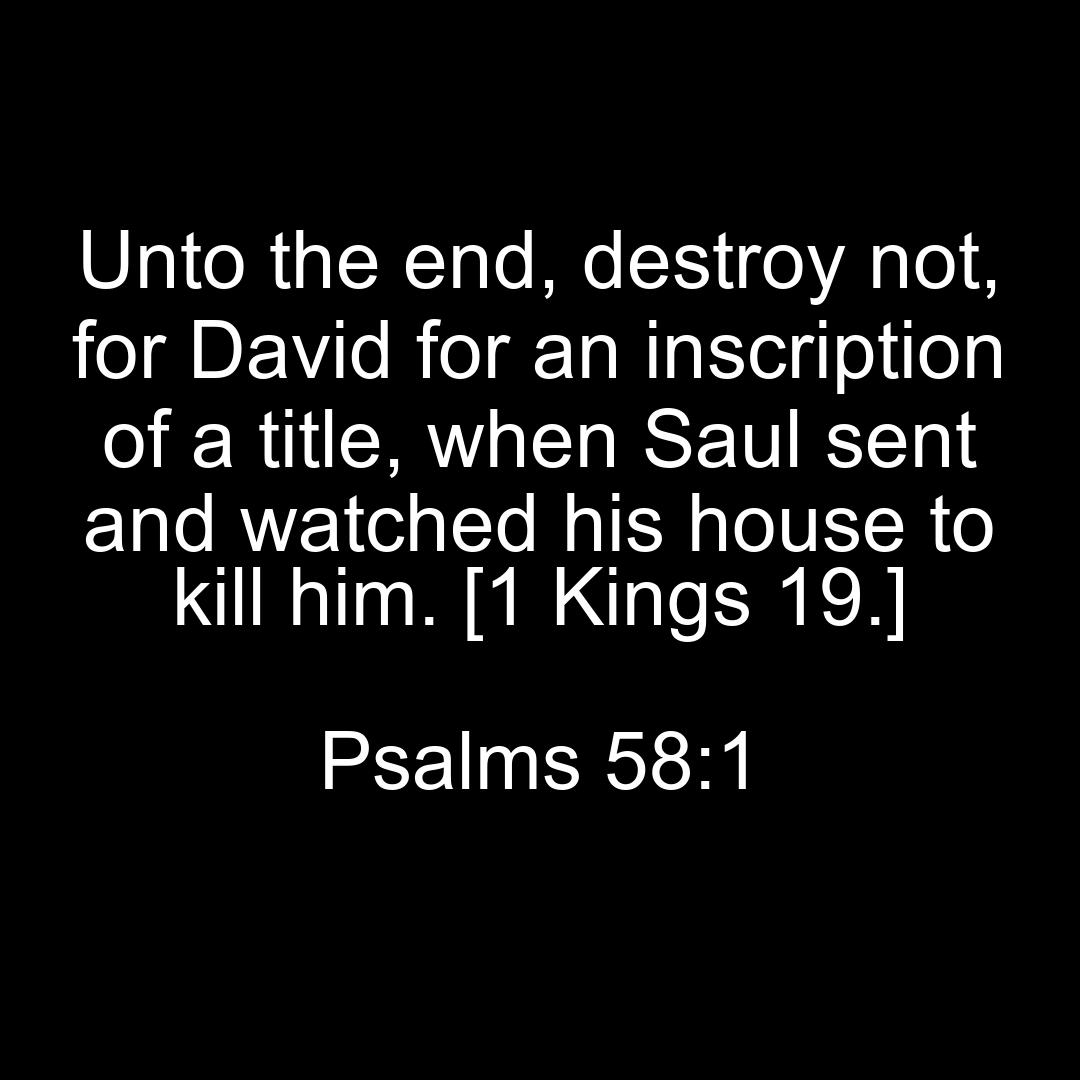 Unto the end, destroy not,
for David for an inscription
of a title, when Saul sent
and watched his house to
kill him. [1 Kings 19.]
Psalms 58:1